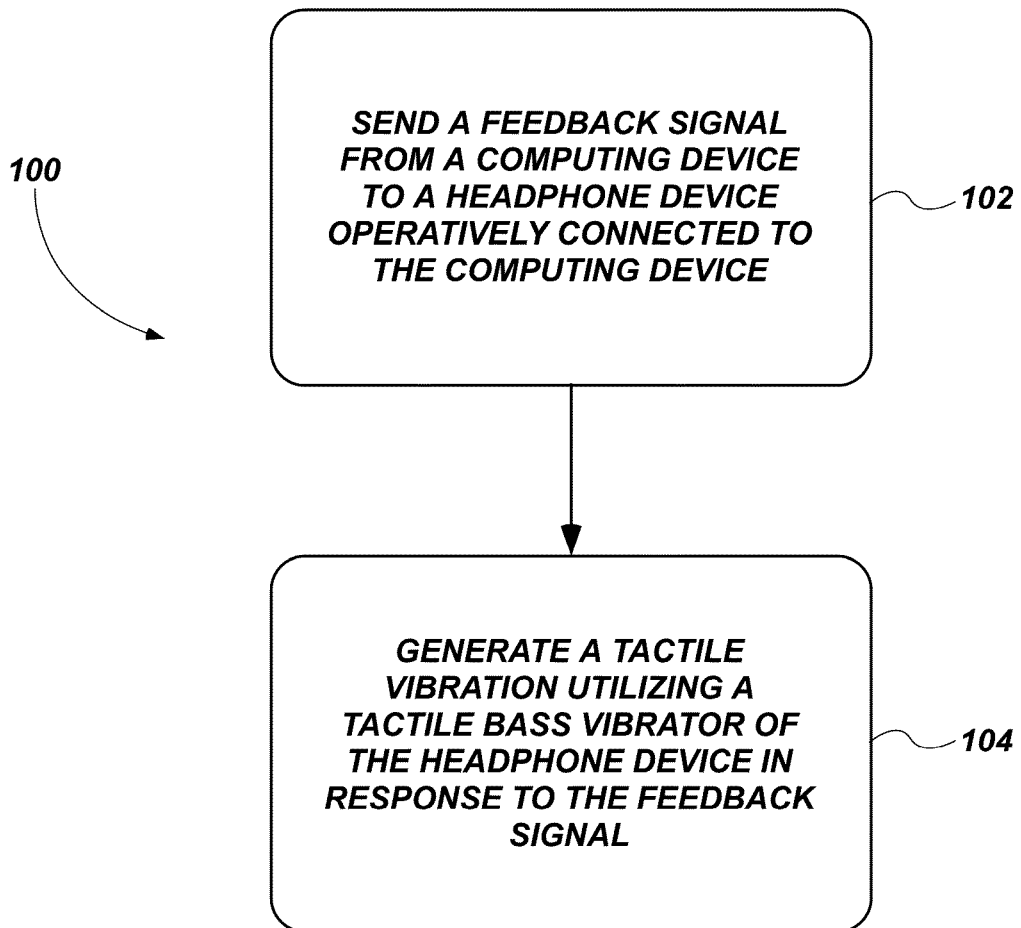 100
SEND A FEEDBACK SIGNAL
FROM A COMPUTING DEVICE
TO A HEADPHONE DEVICE
OPERATIVELY CONNECTED TO
THE COMPUTING DEVICE
102
GENERATE A TACTILE
VIBRATION UTILIZING A
TACTILE BASS VIBRATOR OF
THE HEADPHONE DEVICE IN
RESPONSE TO THE FEEDBACK
SIGNAL
104